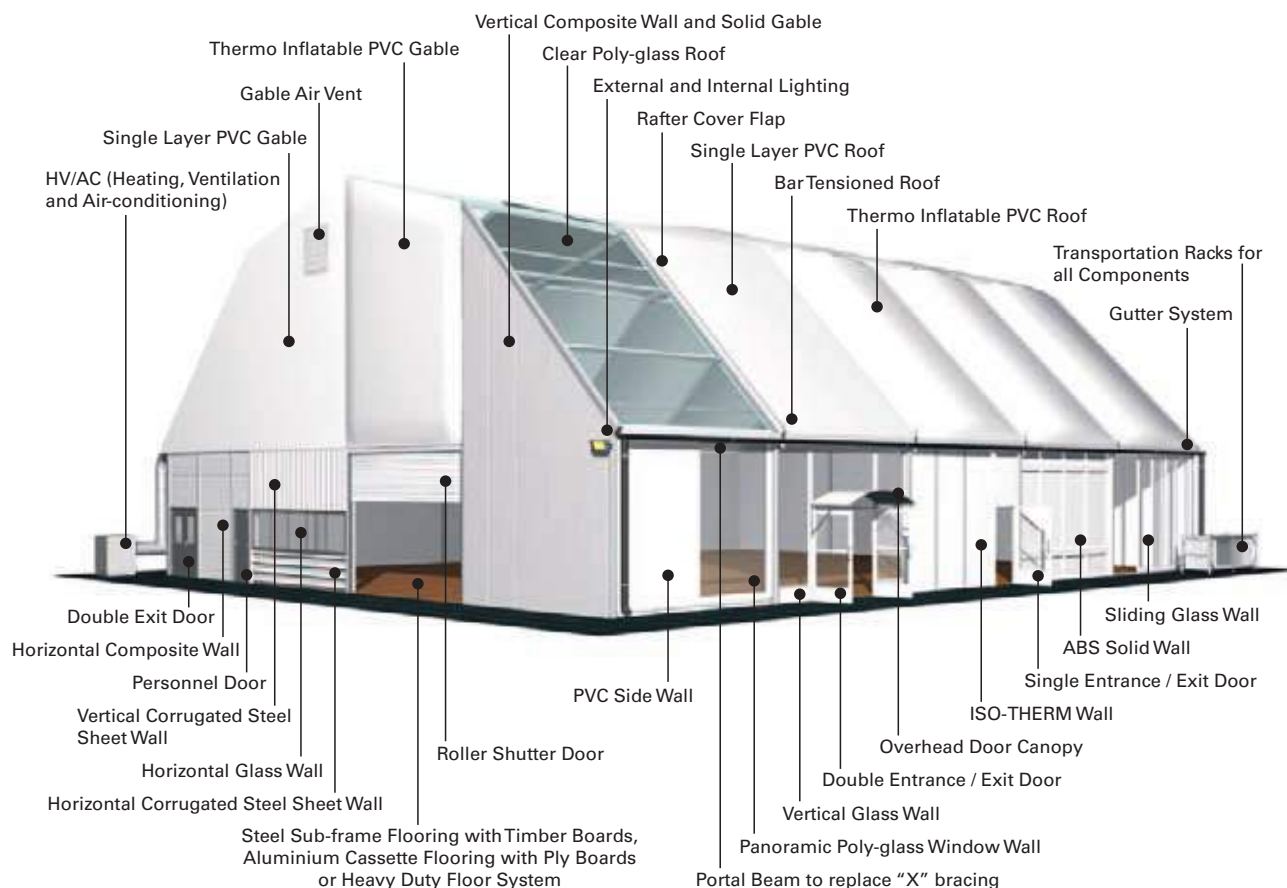 Vertical Composite Wall and Solid Gable
Thermo Inflatable PVC Gable
Clear Poly-glass Roof
Gable Air Vent
External and Internal Lighting
Single Layer PVC Gable
Rafter Cover Flap
HV/AC (Heating, Ventilation
and Air-conditioning)
Single Layer PVC Roof
Bar Tensioned Roof
Thermo Inflatable PVC Roof
Transportation Racks for
all Components
Gutter System
Double Exit Door
Horizontal Composite Wall
Personnel Door
Vertical Corrugated Steel
Sheet Wall
Horizontal Glass Wall
Horizontal Corrugated Steel Sheet Wall
Roller Shutter Door
Steel Sub-frame Flooring with Timber Boards,
Aluminium Cassette Flooring with Ply Boards
or Heavy Duty Floor System
PVC Side Wall
Sliding Glass Wall
ABS Solid Wall
Single Entrance / Exit Door
ISO-THERM Wall
Overhead Door Canopy
Double Entrance / Exit Door
Vertical Glass Wall
Panoramic Poly-glass Window Wall
Portal Beam to replace “X” bracing